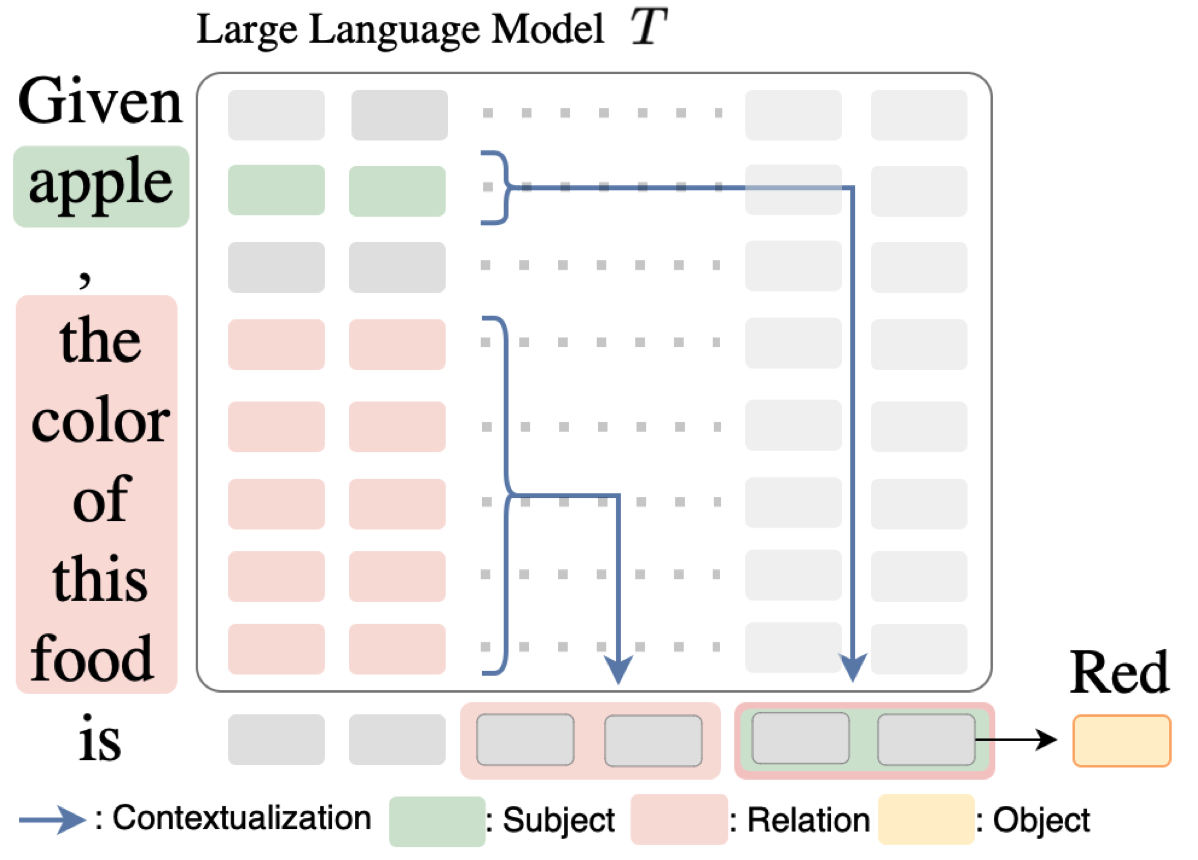 Large Language Model T
Given
apple
,
the
color
of
this
food
is
Red
: Contextualization : Subject : Relation : Object